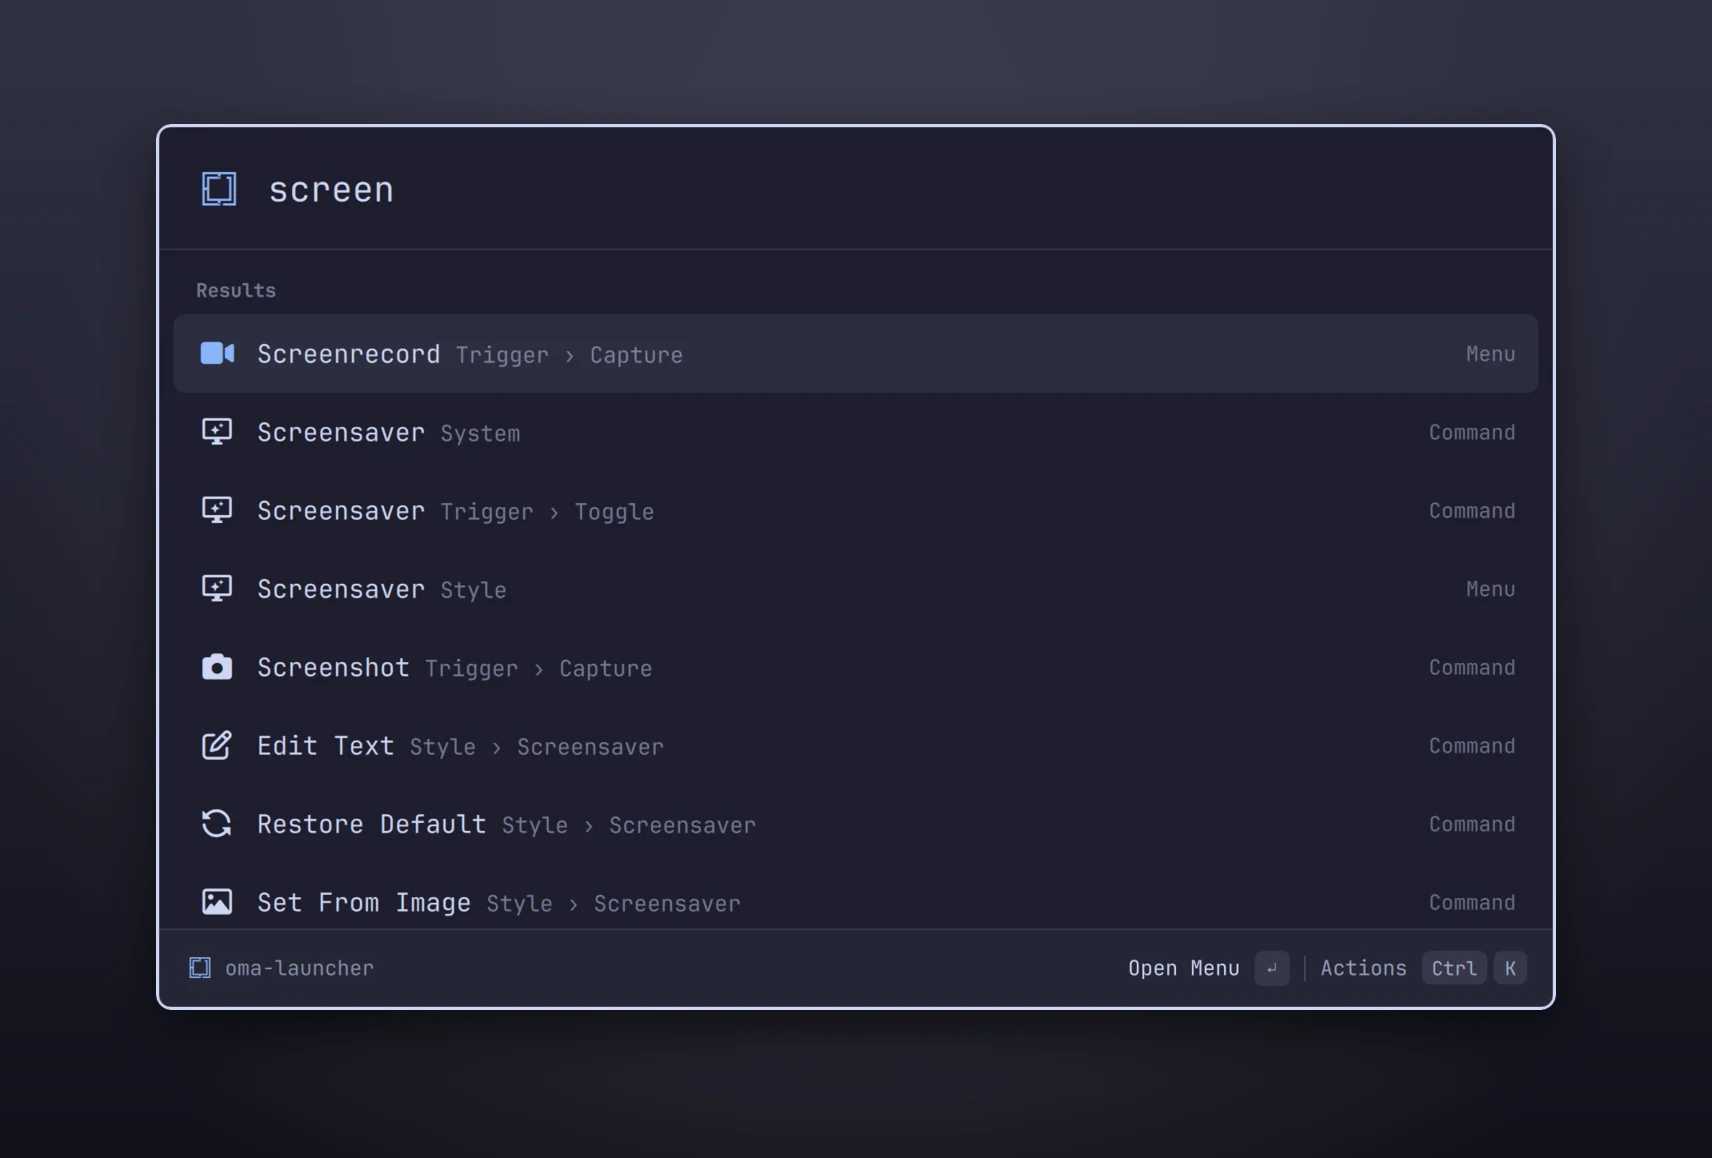 screen
Results
Screenrecord Trigger › Capture Menu
Screensaver System Command
Screensaver Trigger › Toggle Command
Screensaver Style Menu
Screenshot Trigger › Capture Command
Edit Text Style › Screensaver Command
Restore Default Style › Screensaver Command
Set From Image Style › Screensaver Command
oma-launcher Open Menu ↵ Actions Ctrl K